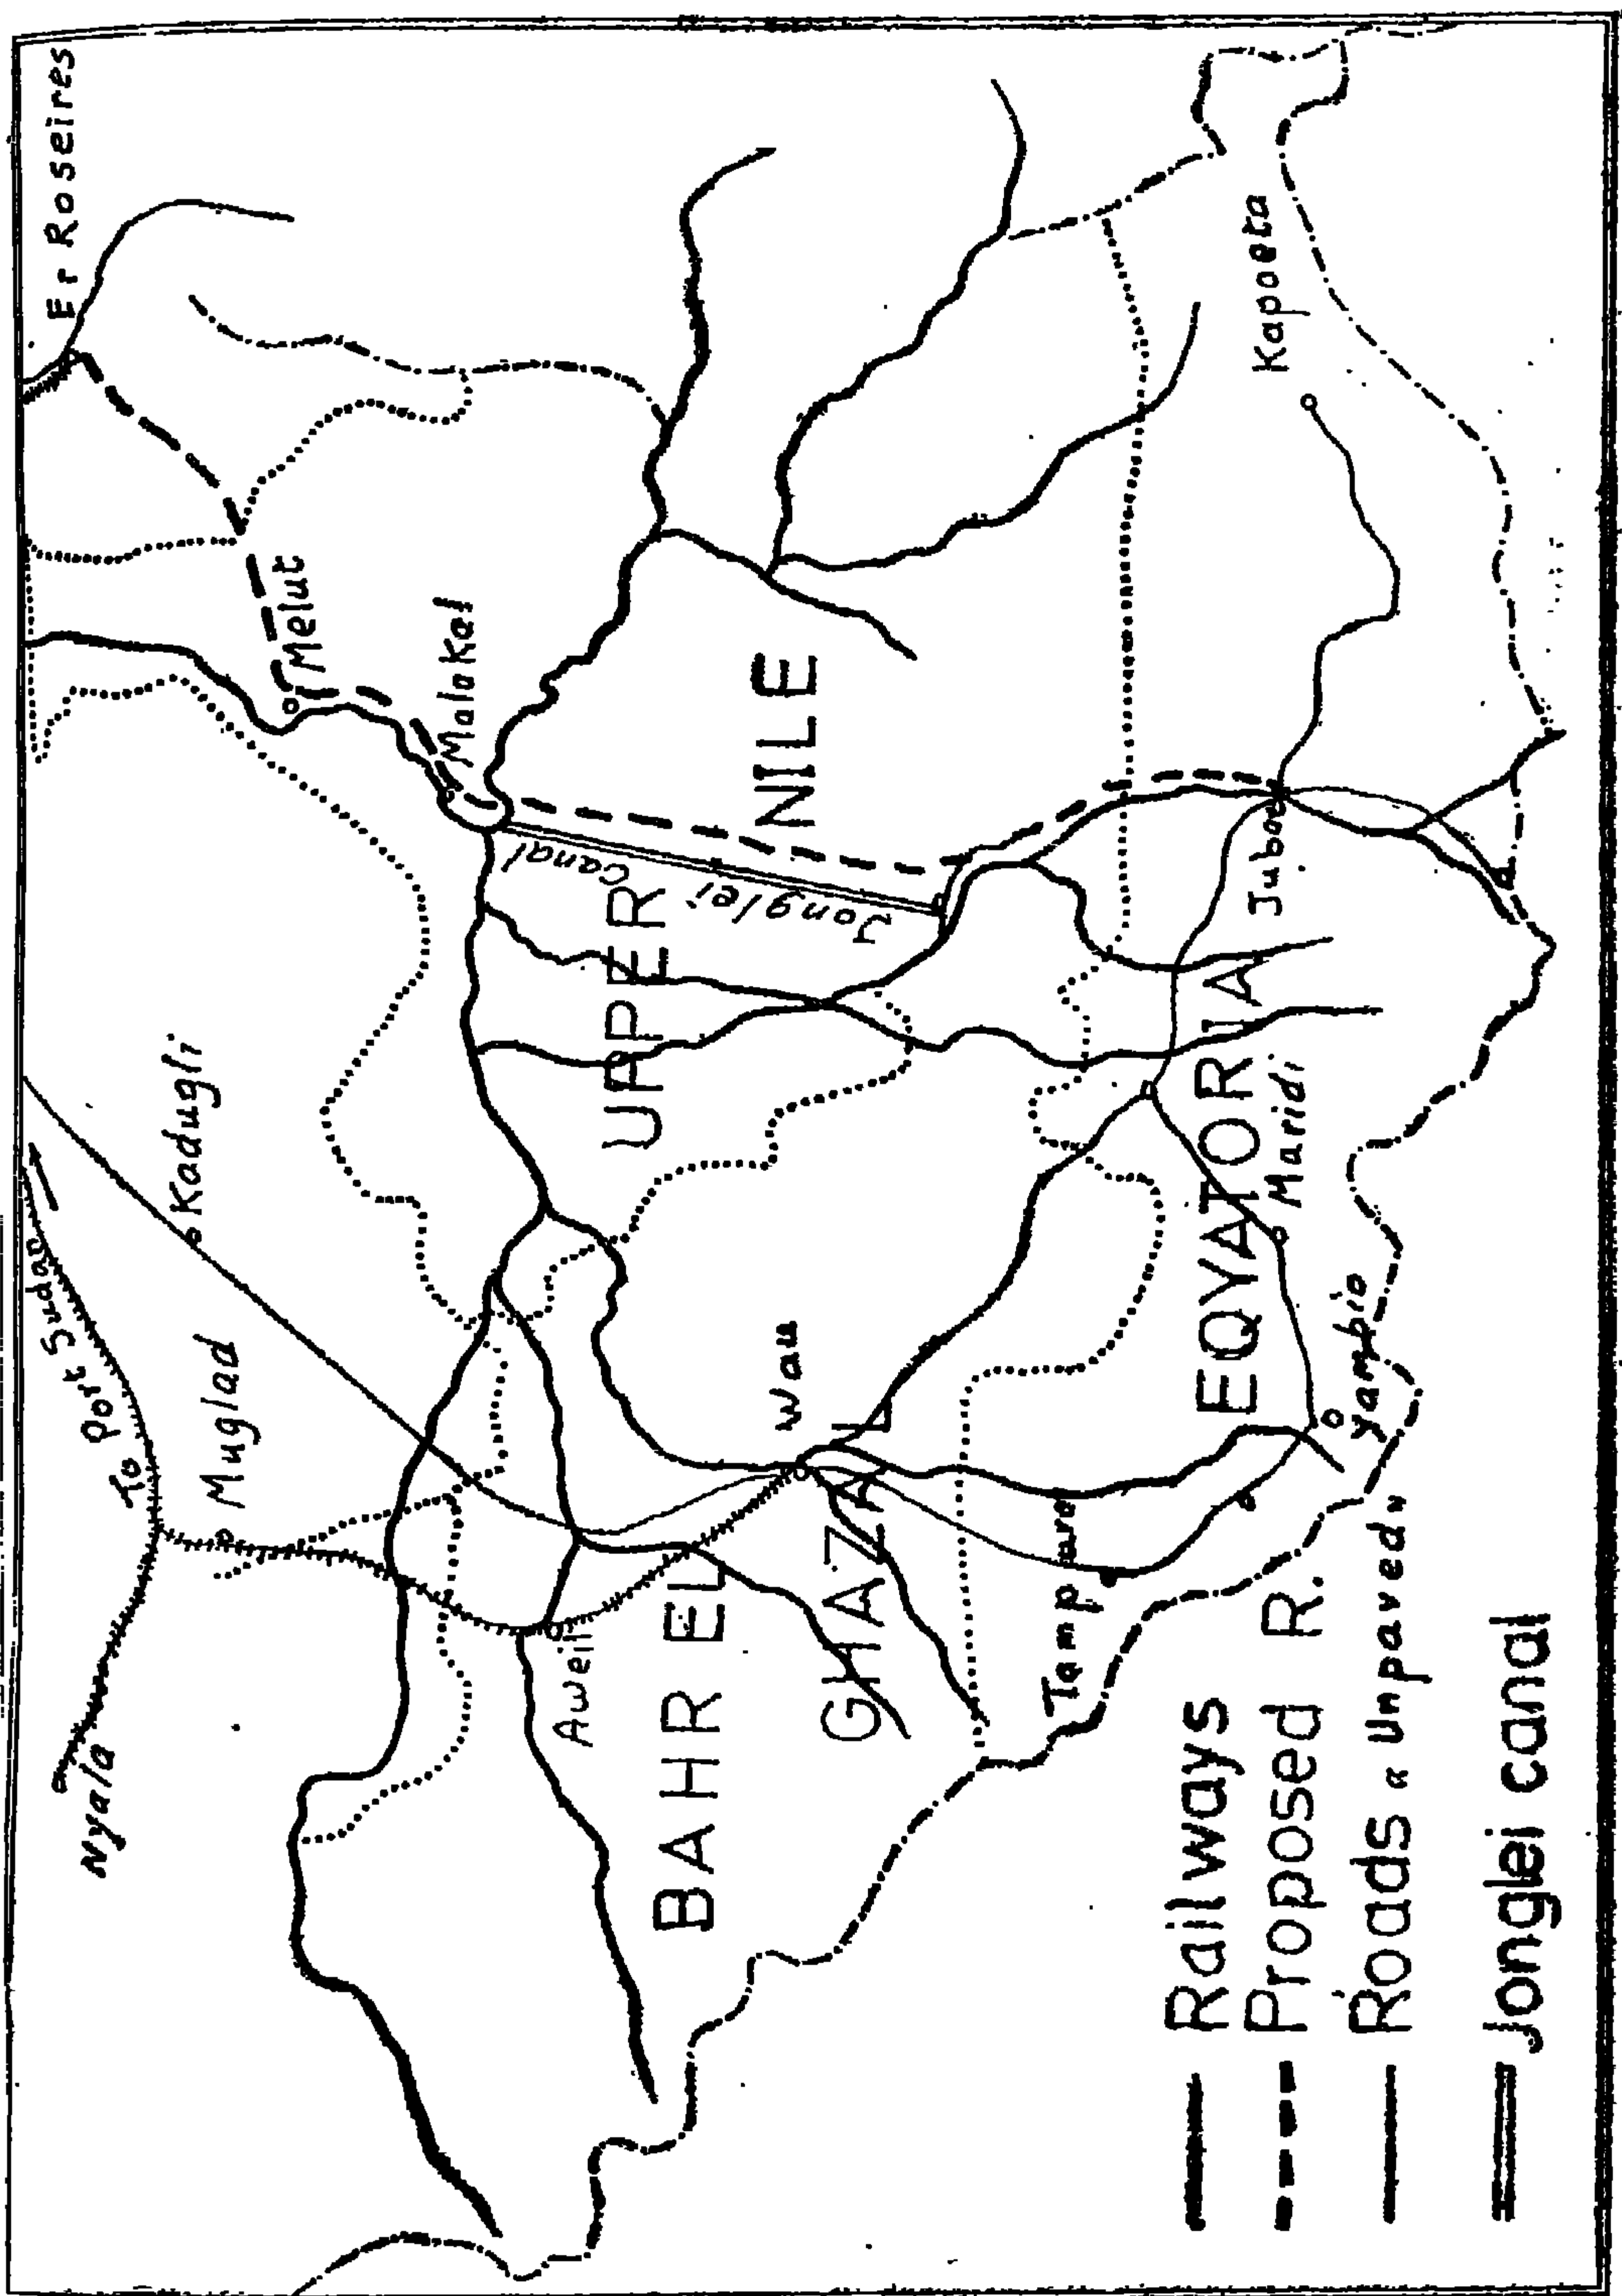 Er Roseires
To Port Sudan
Nyala
Muglad
Kadugli
Melut
Malakal
Jonglei canal
UPPER
NILE
Aweil
Wau
BAHR EL
GHAZAL
Kapoeta
Juba
EQYATORIA
Maridi
Yambio
Railways
Proposed R.
Roads "Unpaved"
Jonglei canal